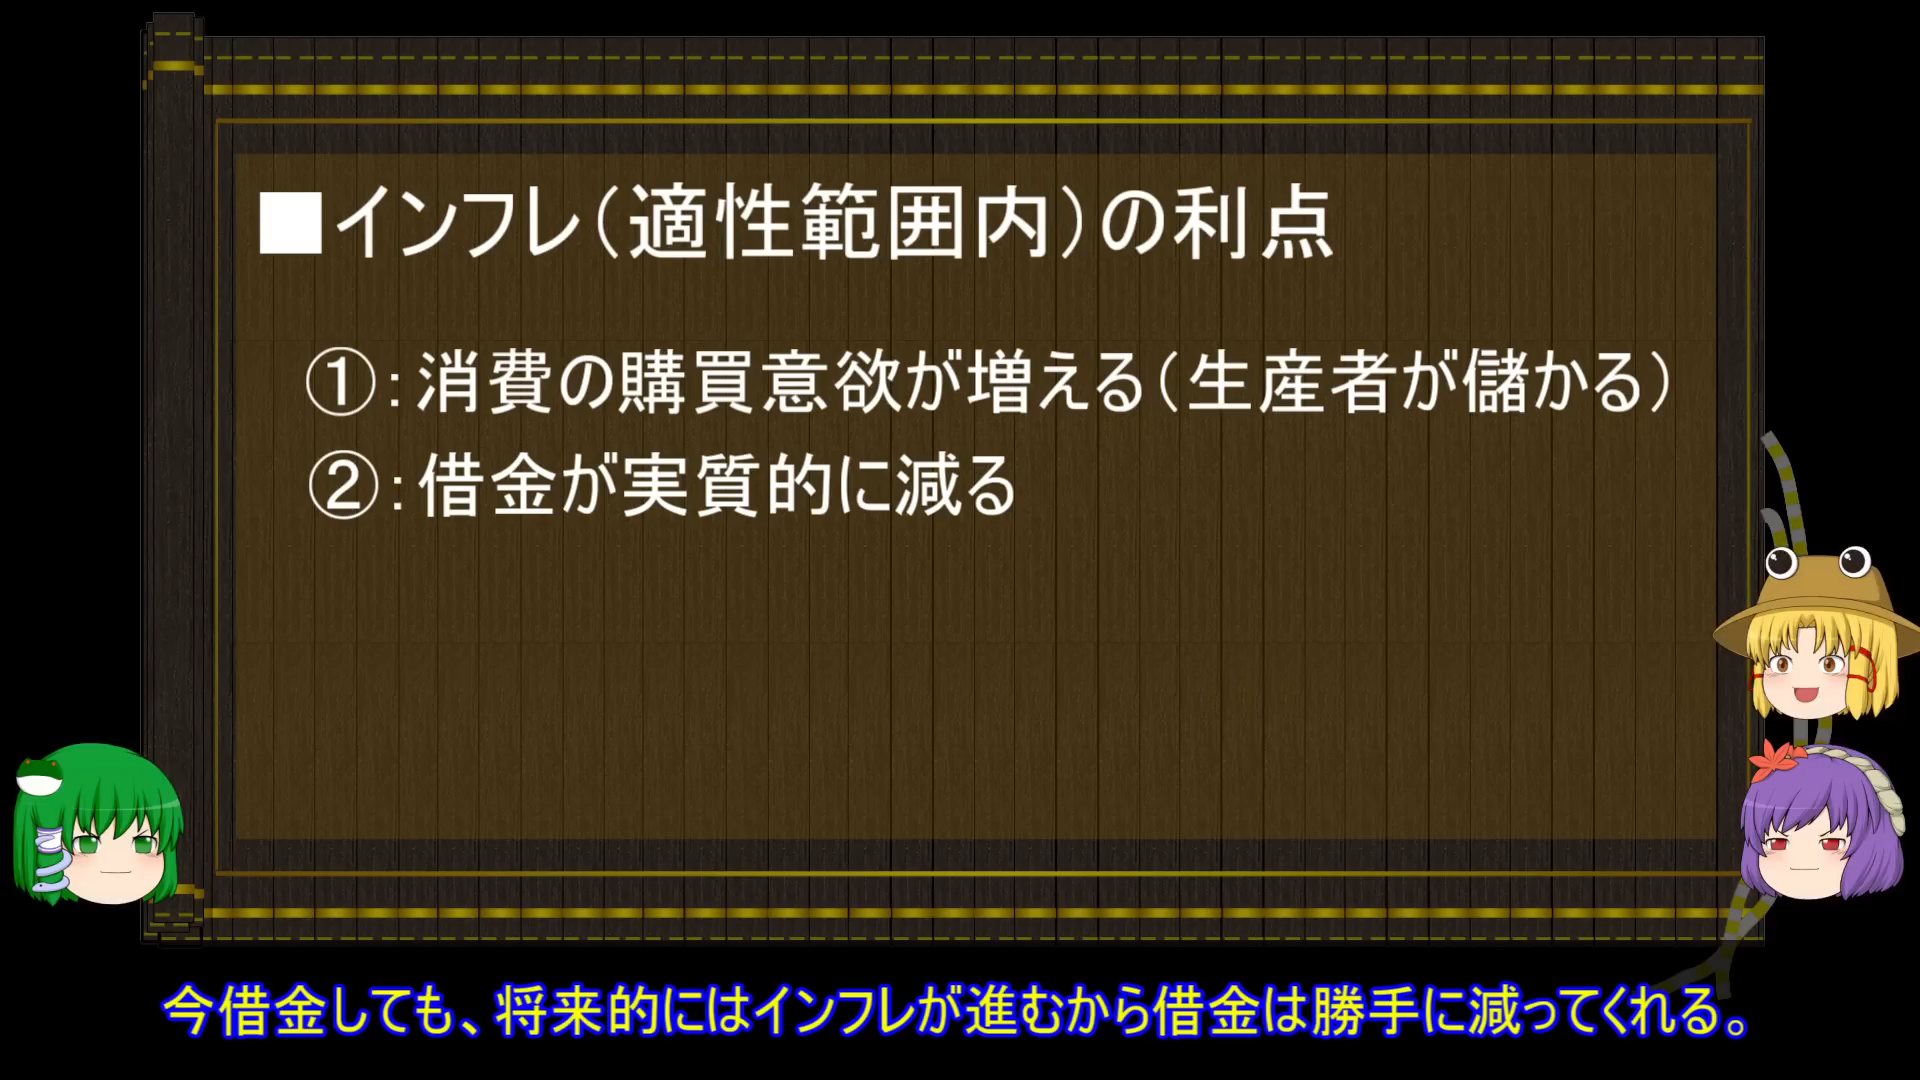 ■インフレ(適性範囲内)の利点
①:消費の購買意欲が増える(生産者が儲かる)
②:借金が実質的に減る
今借金しても、将来的にはインフレが進むから借金は勝手に減ってくれる。